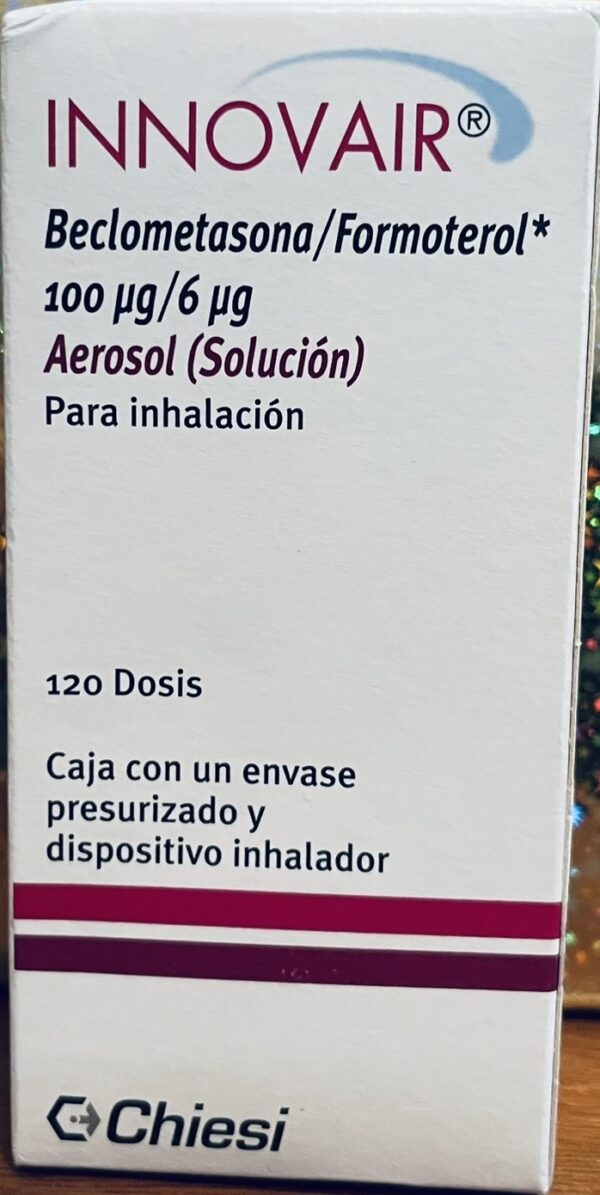 INNOVAIR®
Beclometasona/Formoterol*
100 µg/6 µg
Aerosol (Solución)
Para inhalación
120 Dosis
Caja con un envase
presurizado y
dispositivo inhalador
Chiesi